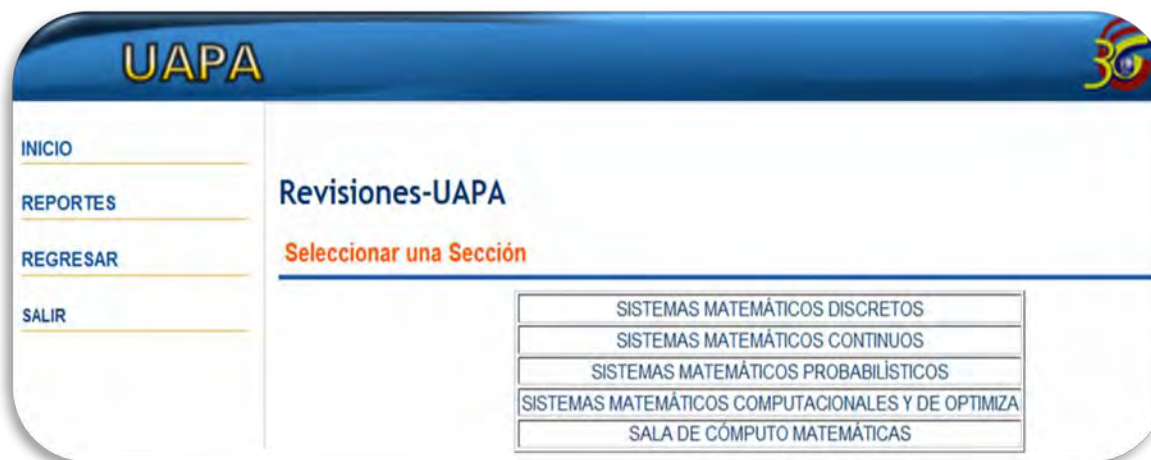 UAPA
36
INICIO
REPORTES
REGRESAR
SALIR
Revisiones-UAPA
Seleccionar una Sección
SISTEMAS MATEMÁTICOS DISCRETOS
SISTEMAS MATEMÁTICOS CONTINUOS
SISTEMAS MATEMÁTICOS PROBABILÍSTICOS
SISTEMAS MATEMÁTICOS COMPUTACIONALES Y DE OPTIMIZA
SALA DE CÓMPUTO MATEMÁTICAS